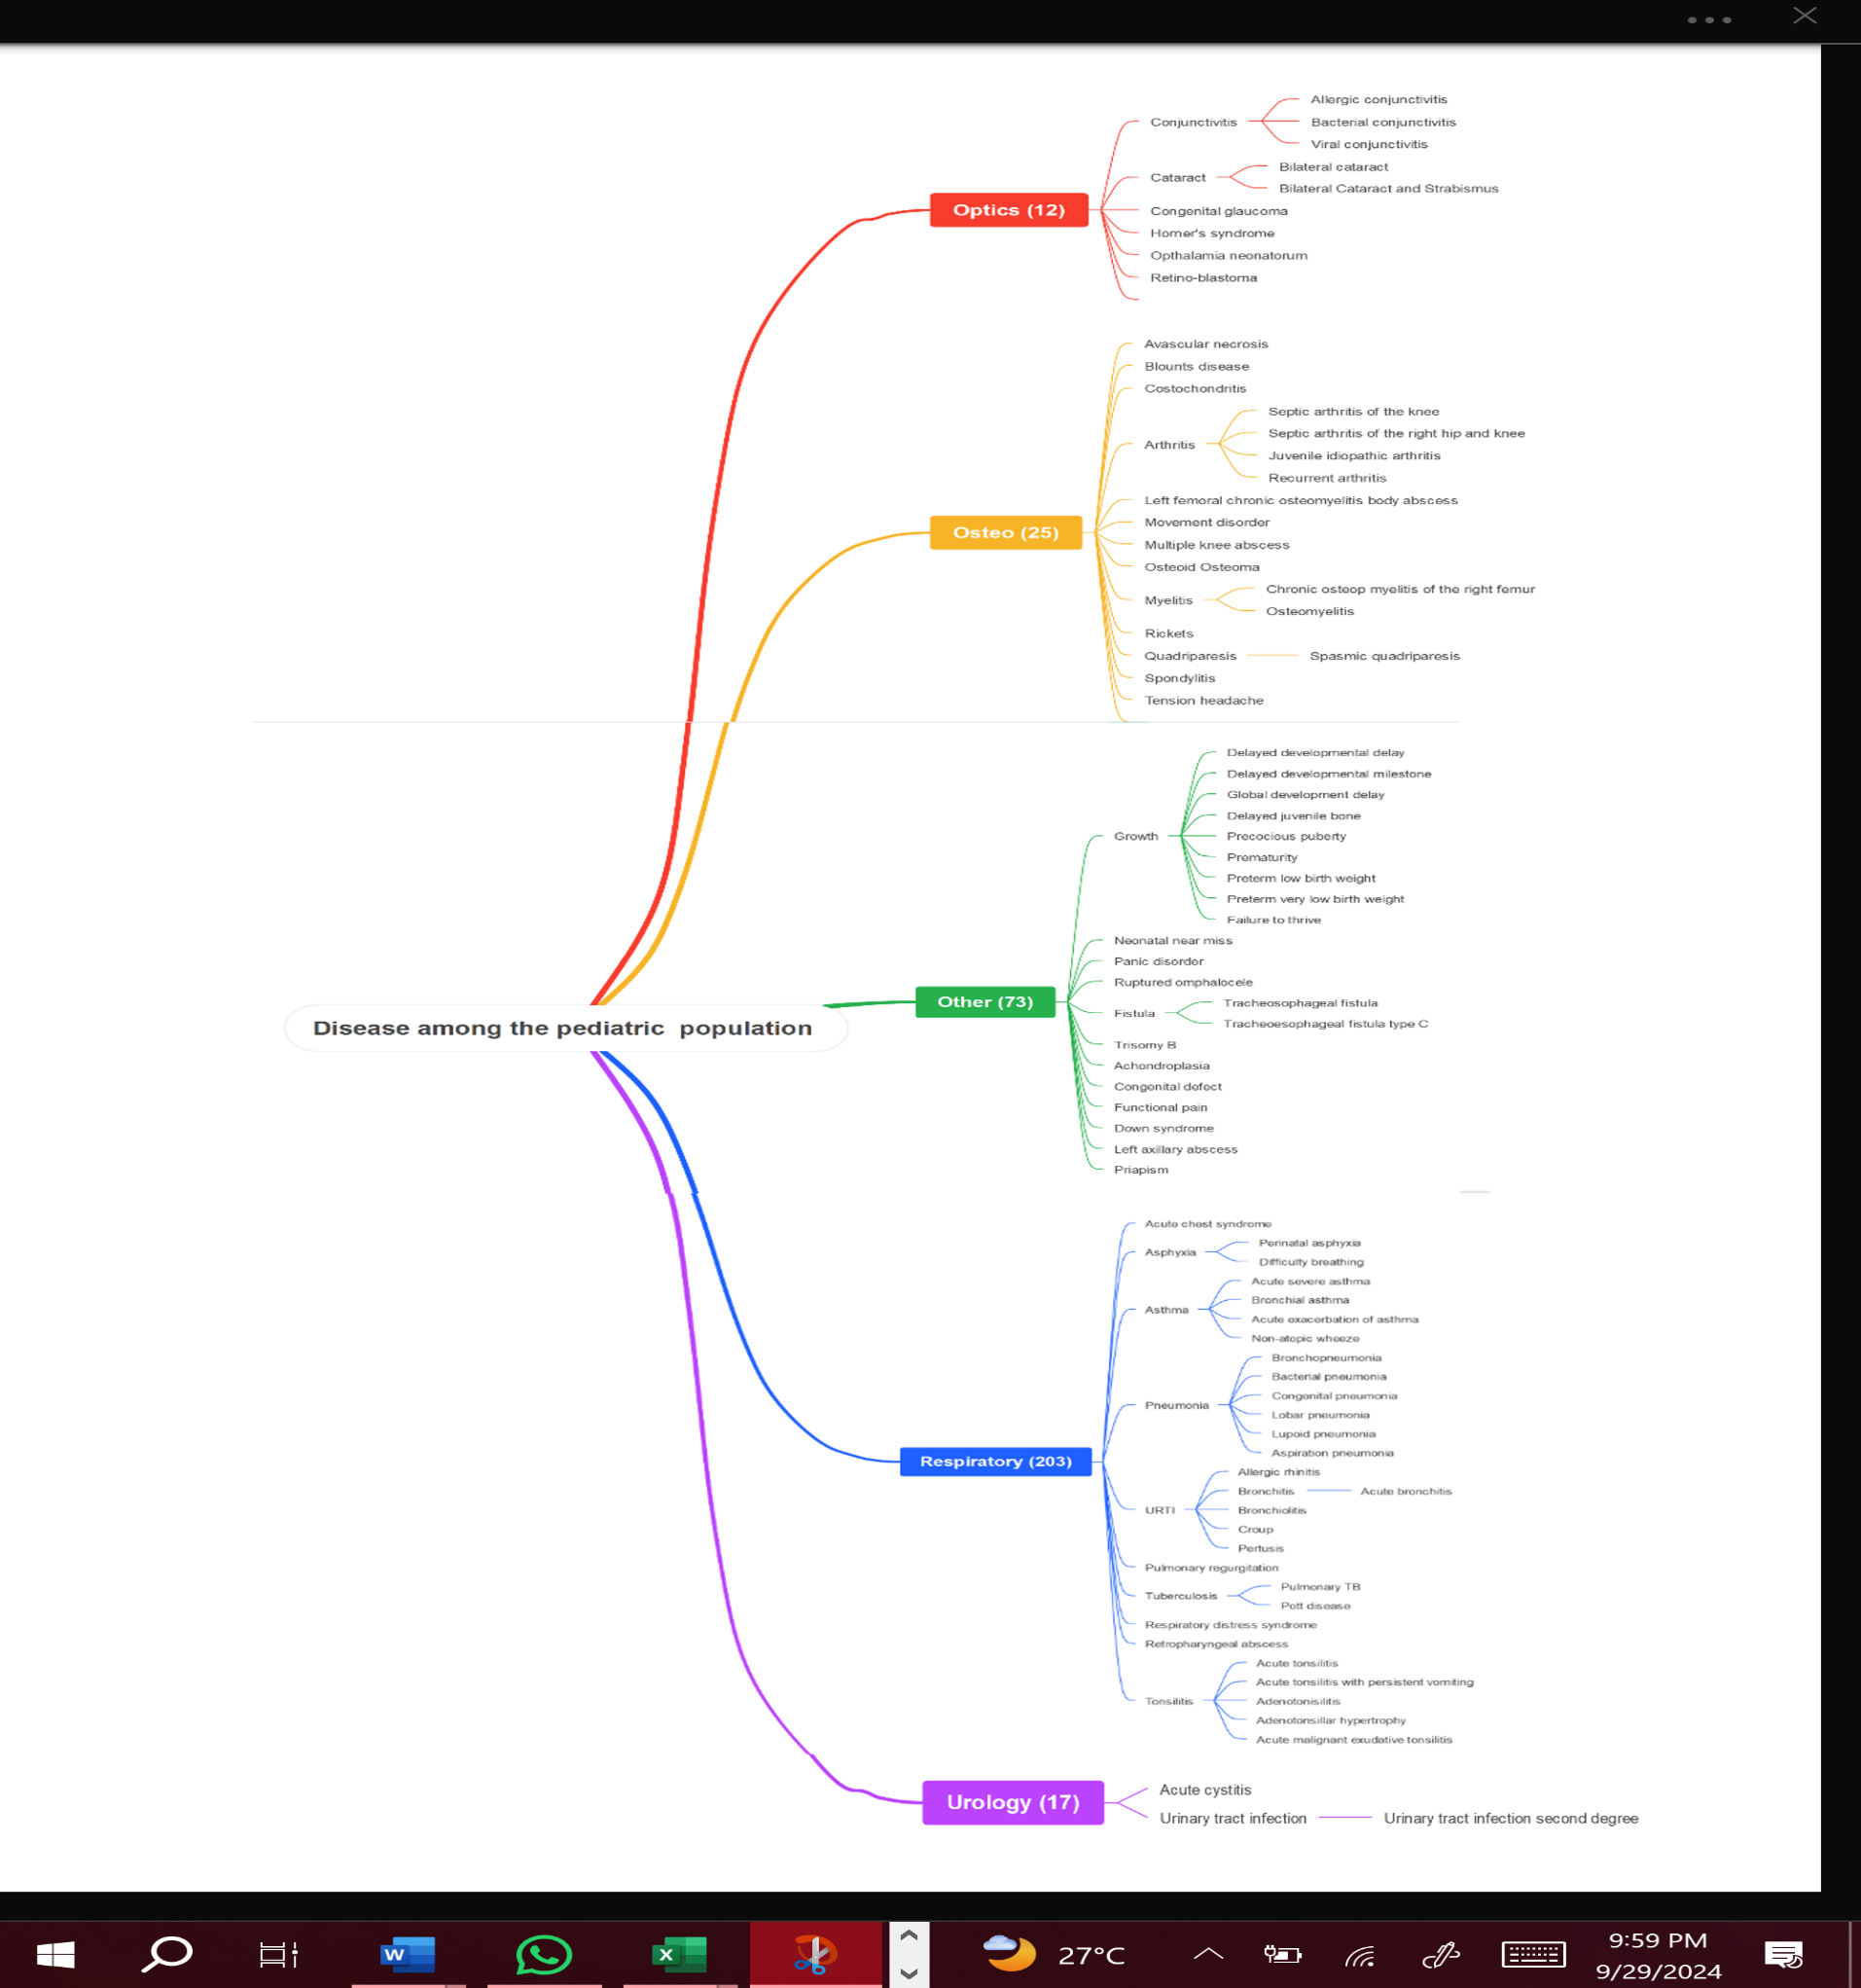 Allergic conjunctivitis
Conjunctivitis
Bacterial conjunctivitis
Viral conjunctivitis
Bilateral cataract
Cataract
Bilateral Cataract and Strabismus
Optics (12)
Congenital glaucoma
Horner's syndrome
Opthalamia neonatorum
Retino-blastoma
Avascular necrosis
Blounts disease
Costochondritis
Septic arthritis of the knee
Septic arthritis of the right hip and knee
Arthritis
Juvenile idiopathic arthritis
Recurrent arthritis
Left femoral chronic osteomyelitis body abscess
Movement disorder
Osteo (25)
Multiple knee abscess
Osteoid Osteoma
Chronic osteop myelitis of the right femur
Myelitis
Osteomyelitis
Rickets
Quadriparesis
Spasmic quadriparesis
Spondylitis
Tension headache
Delayed developmental delay
Delayed developmental milestone
Global development delay
Delayed juvenile bone
Growth
Precocious puberty
Prematurity
Preterm low birth weight
Preterm very low birth weight
Failure to thrive
Neonatal near miss
Panic disorder
Ruptured omphalocele
Other (73)
Tracheosophageal fistula
Fistula
Tracheoesophageal fistula type C
Disease among the pediatric population
Trisomy B
Achondroplasia
Congenital defect
Functional pain
Down syndrome
Left axillary abscess
Priapism
Acute chest syndrome
Perinatal asphyxia
Asphyxia
Difficulty breathing
Acute severe asthma
Bronchial asthma
Asthma
Acute exacerbation of asthma
Non-atopic wheeze
Bronchopneumonia
Bacterial pneumonia
Congenital pneumonia
Pneumonia
Lobar pneumonia
Lupoid pneumonia
Aspiration pneumonia
Respiratory (203)
Allergic rhinitis
Bronchitis
Acute bronchitis
URTI
Bronchiolitis
Croup
Pertusis
Pulmonary regurgitation
Pulmonary TB
Tuberculosis
Pott disease
Respiratory distress syndrome
Retropharyngeal abscess
Acute tonsilitis
Acute tonsilitis with persistent vomiting
Tonsilitis
Adenotonisilitis
Adenotonsillar hypertrophy
Acute malignant exudative tonsilitis
Acute cystitis
Urology (17)
Urinary tract infection
Urinary tract infection second degree
27°C
9:59 PM
9/29/2024